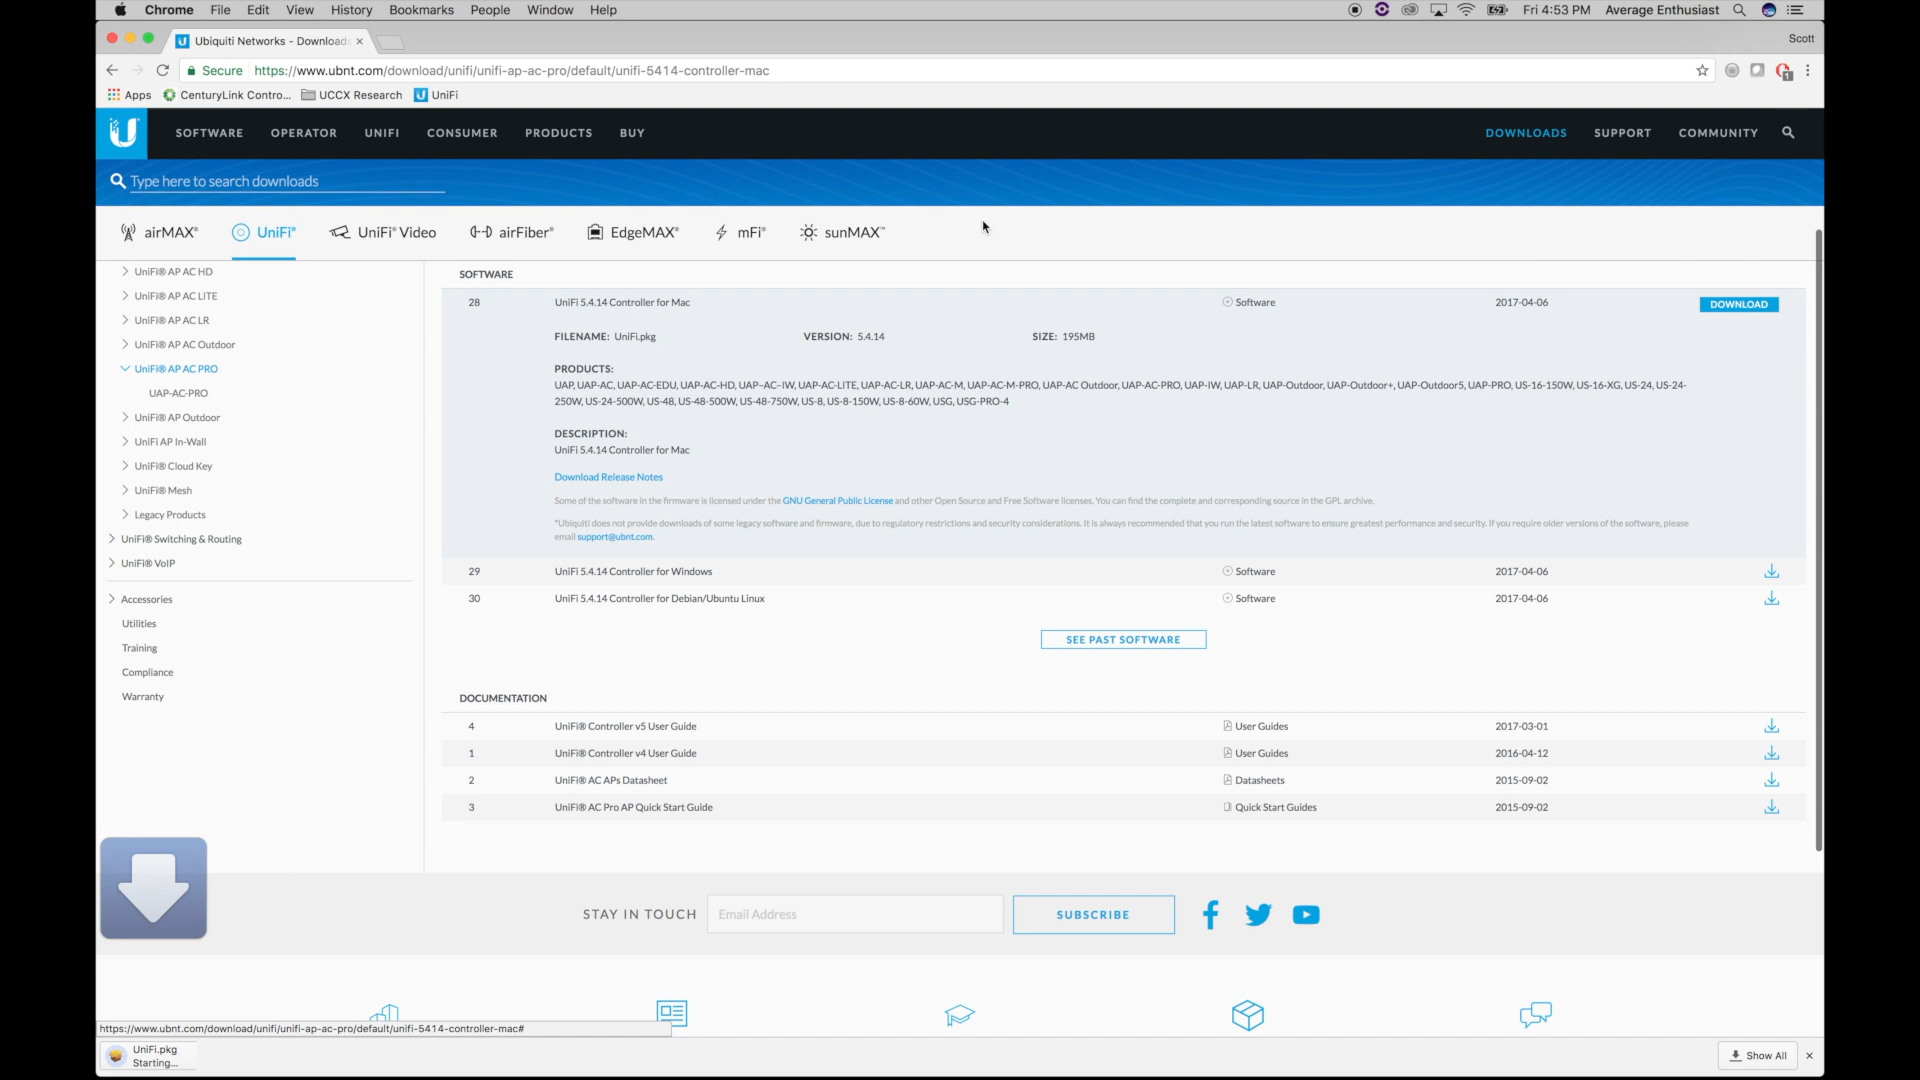 Chrome File Edit View History Bookmarks People Window Help Fri 4:53 PM Average Enthusiast
Ubiquiti Networks - Download Scott
Secure https://www.ubnt.com/download/unifi/unifi-ap-ac-pro/default/unifi-5414-controller-mac
Apps CenturyLink Contro... UCCX Research UniFi
SOFTWARE OPERATOR UNIFI CONSUMER PRODUCTS BUY DOWNLOADS SUPPORT COMMUNITY
Type here to search downloads
airMAX® UniFi® UniFi® Video airFiber® EdgeMAX® mFi® sunMAX™
UniFi® AP AC HD
UniFi® AP AC LITE
UniFi® AP AC LR
UniFi® AP AC Outdoor
UniFi® AP AC PRO
UAP-AC-PRO
UniFi® AP Outdoor
UniFi AP In-Wall
UniFi® Cloud Key
UniFi® Mesh
Legacy Products
UniFi® Switching & Routing
UniFi® VoIP
Accessories
Utilities
Training
Compliance
Warranty
SOFTWARE
28 UniFi 5.4.14 Controller for Mac Software 2017-04-06 DOWNLOAD
FILENAME: UniFi.pkg VERSION: 5.4.14 SIZE: 195MB
PRODUCTS:
UAP, UAP-AC, UAP-AC-EDU, UAP-AC-HD, UAP–AC–IW, UAP-AC-LITE, UAP-AC-LR, UAP-AC-M, UAP-AC-M-PRO, UAP-AC Outdoor, UAP-AC-PRO, UAP-IW, UAP-LR, UAP-Outdoor, UAP-Outdoor+, UAP-Outdoor5, UAP-PRO, US-16-150W, US-16-XG, US-24, US-24-
250W, US-24-500W, US-48, US-48-500W, US-48-750W, US-8, US-8-150W, US-8-60W, USG, USG-PRO-4
DESCRIPTION:
UniFi 5.4.14 Controller for Mac
Download Release Notes
Some of the software in the firmware is licensed under the GNU General Public License and other Open Source and Free Software licenses. You can find the complete and corresponding source in the GPL archive.
*Ubiquiti does not provide downloads of some legacy software and firmware, due to regulatory restrictions and security considerations. It is always recommended that you run the latest software to ensure greatest performance and security. If you require older versions of the software, please
email support@ubnt.com.
29 UniFi 5.4.14 Controller for Windows Software 2017-04-06
30 UniFi 5.4.14 Controller for Debian/Ubuntu Linux Software 2017-04-06
SEE PAST SOFTWARE
DOCUMENTATION
4 UniFi® Controller v5 User Guide User Guides 2017-03-01
1 UniFi® Controller v4 User Guide User Guides 2016-04-12
2 UniFi® AC APs Datasheet Datasheets 2015-09-02
3 UniFi® AC Pro AP Quick Start Guide Quick Start Guides 2015-09-02
STAY IN TOUCH Email Address SUBSCRIBE
https://www.ubnt.com/download/unifi/unifi-ap-ac-pro/default/unifi-5414-controller-mac#
UniFi.pkg
Starting...
Show All